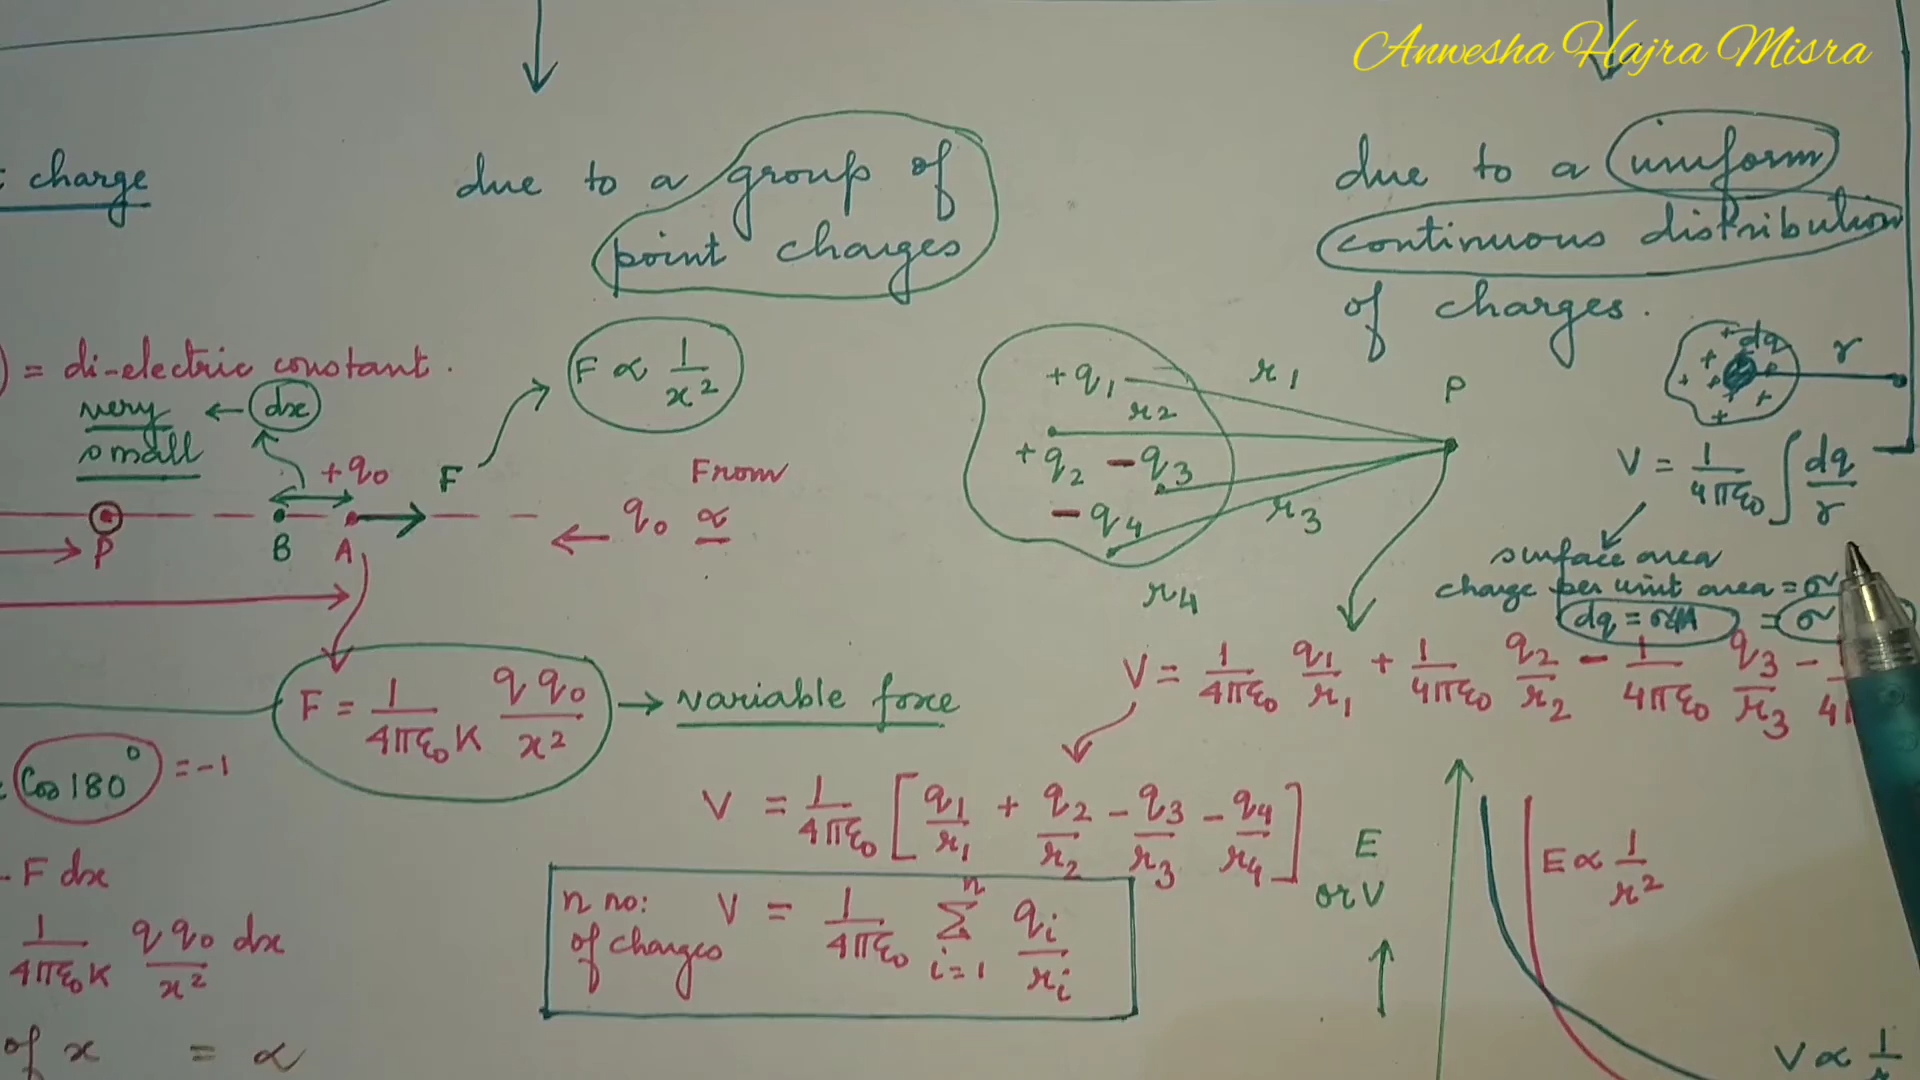 Anwesha Hajra Misra
charge
due to a group of
point charges
due to a uniform
continuous distribution
of charges.
) = di-electric constant.
very ← dx
small
F ∝ 1/x²
+q₀
F
From
q₀ ∝
P
B
A
+q₁
r₁
r₂
+q₂ -q₃
-q₄
r₃
r₄
P
dq
r
V = 1/4πε₀ ∫ dq/r
surface area
charge per unit area = σ
dq = σdA = σ
F = 1/4πε₀K qq₀/x² → variable force
V = 1/4πε₀ q₁/r₁ + 1/4πε₀ q₂/r₂ - 1/4πε₀ q₃/r₃ -
Cos180° = -1
V = 1/4πε₀ [q₁/r₁ + q₂/r₂ - q₃/r₃ - q₄/r₄]
- F dx
E
or V
E ∝ 1/r²
n no:
of charges
V = 1/4πε₀ n∑i=1 qᵢ/rᵢ
1/4πε₀K qq₀/x² dx
of x = ∝
V ∝ 1